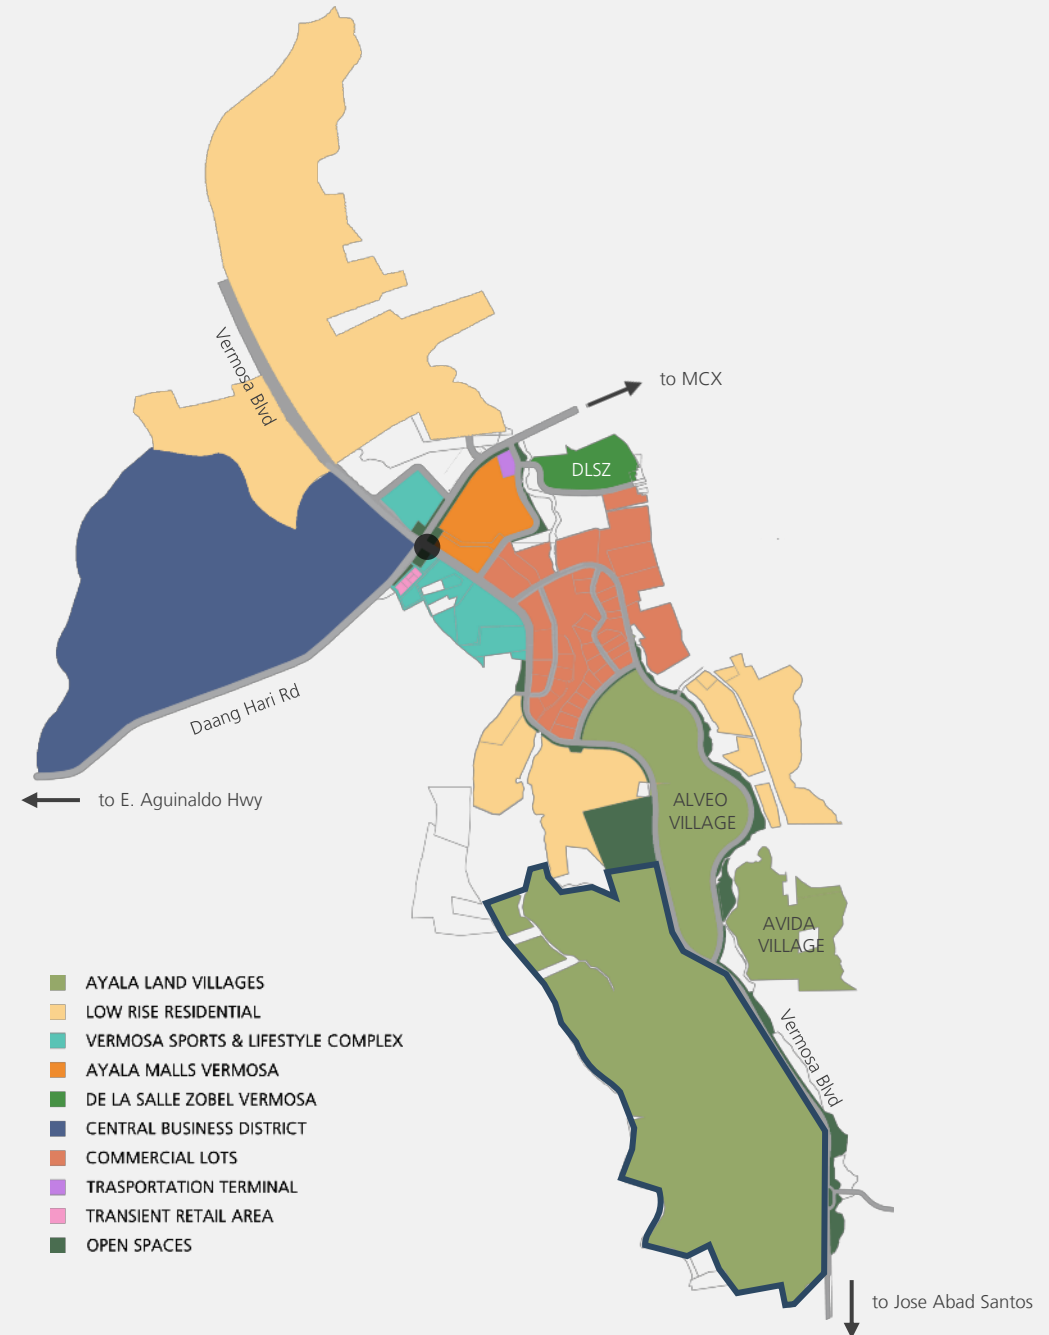 Vermosa Blvd
to MCX
DLSZ
Daang Hari Rd
to E. Aguinaldo Hwy
ALVEO
VILLAGE
AVIDA
VILLAGE
Vermosa Blvd
AYALA LAND VILLAGES
LOW RISE RESIDENTIAL
VERMOSA SPORTS & LIFESTYLE COMPLEX
AYALA MALLS VERMOSA
DE LA SALLE ZOBEL VERMOSA
CENTRAL BUSINESS DISTRICT
COMMERCIAL LOTS
TRASPORTATION TERMINAL
TRANSIENT RETAIL AREA
OPEN SPACES
to Jose Abad Santos